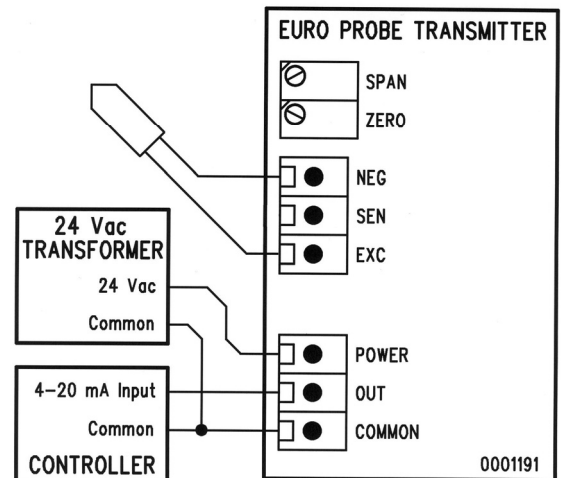 EURO PROBE TRANSMITTER
SPAN
ZERO
NEG
SEN
EXC
24 Vac
TRANSFORMER
24 Vac
Common
POWER
4-20 mA Input
OUT
Common
COMMON
CONTROLLER
0001191